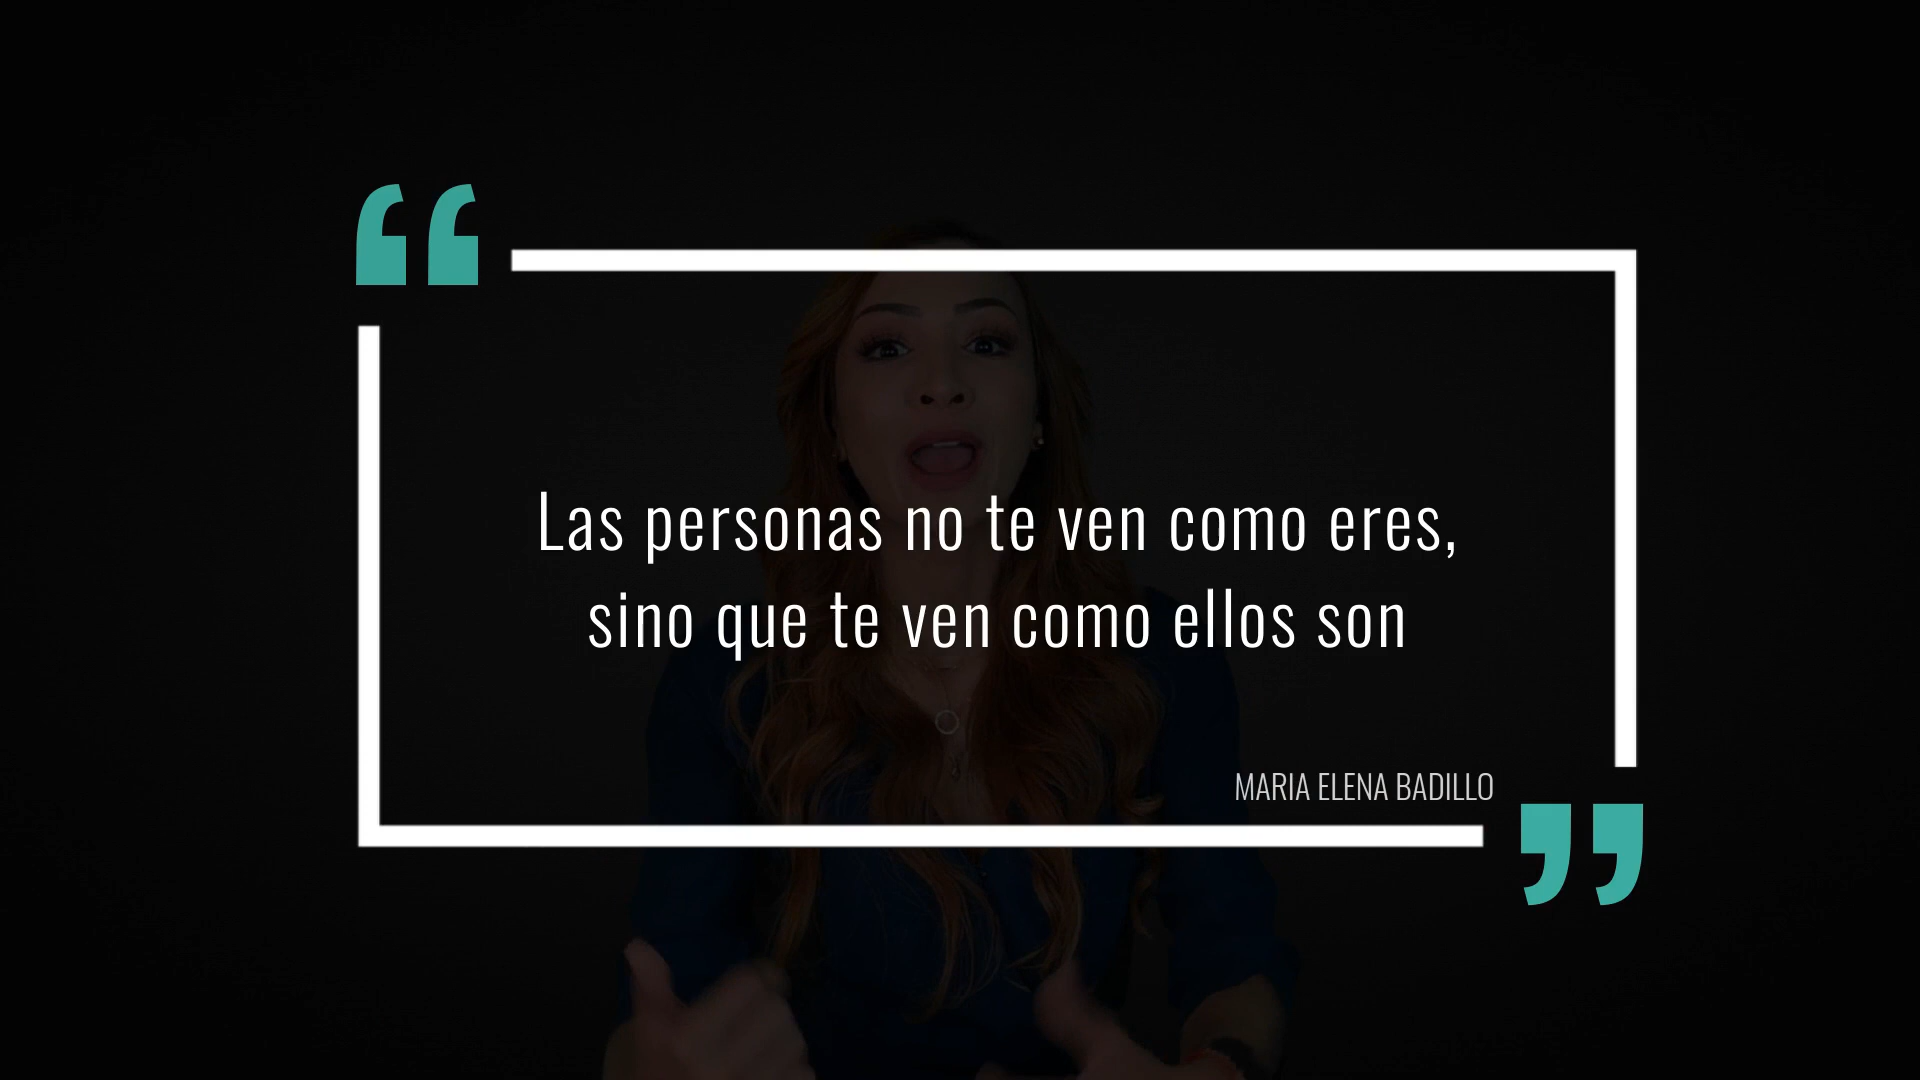 Las personas no te ven como eres,
sino que te ven como ellos son
MARIA ELENA BADILLO